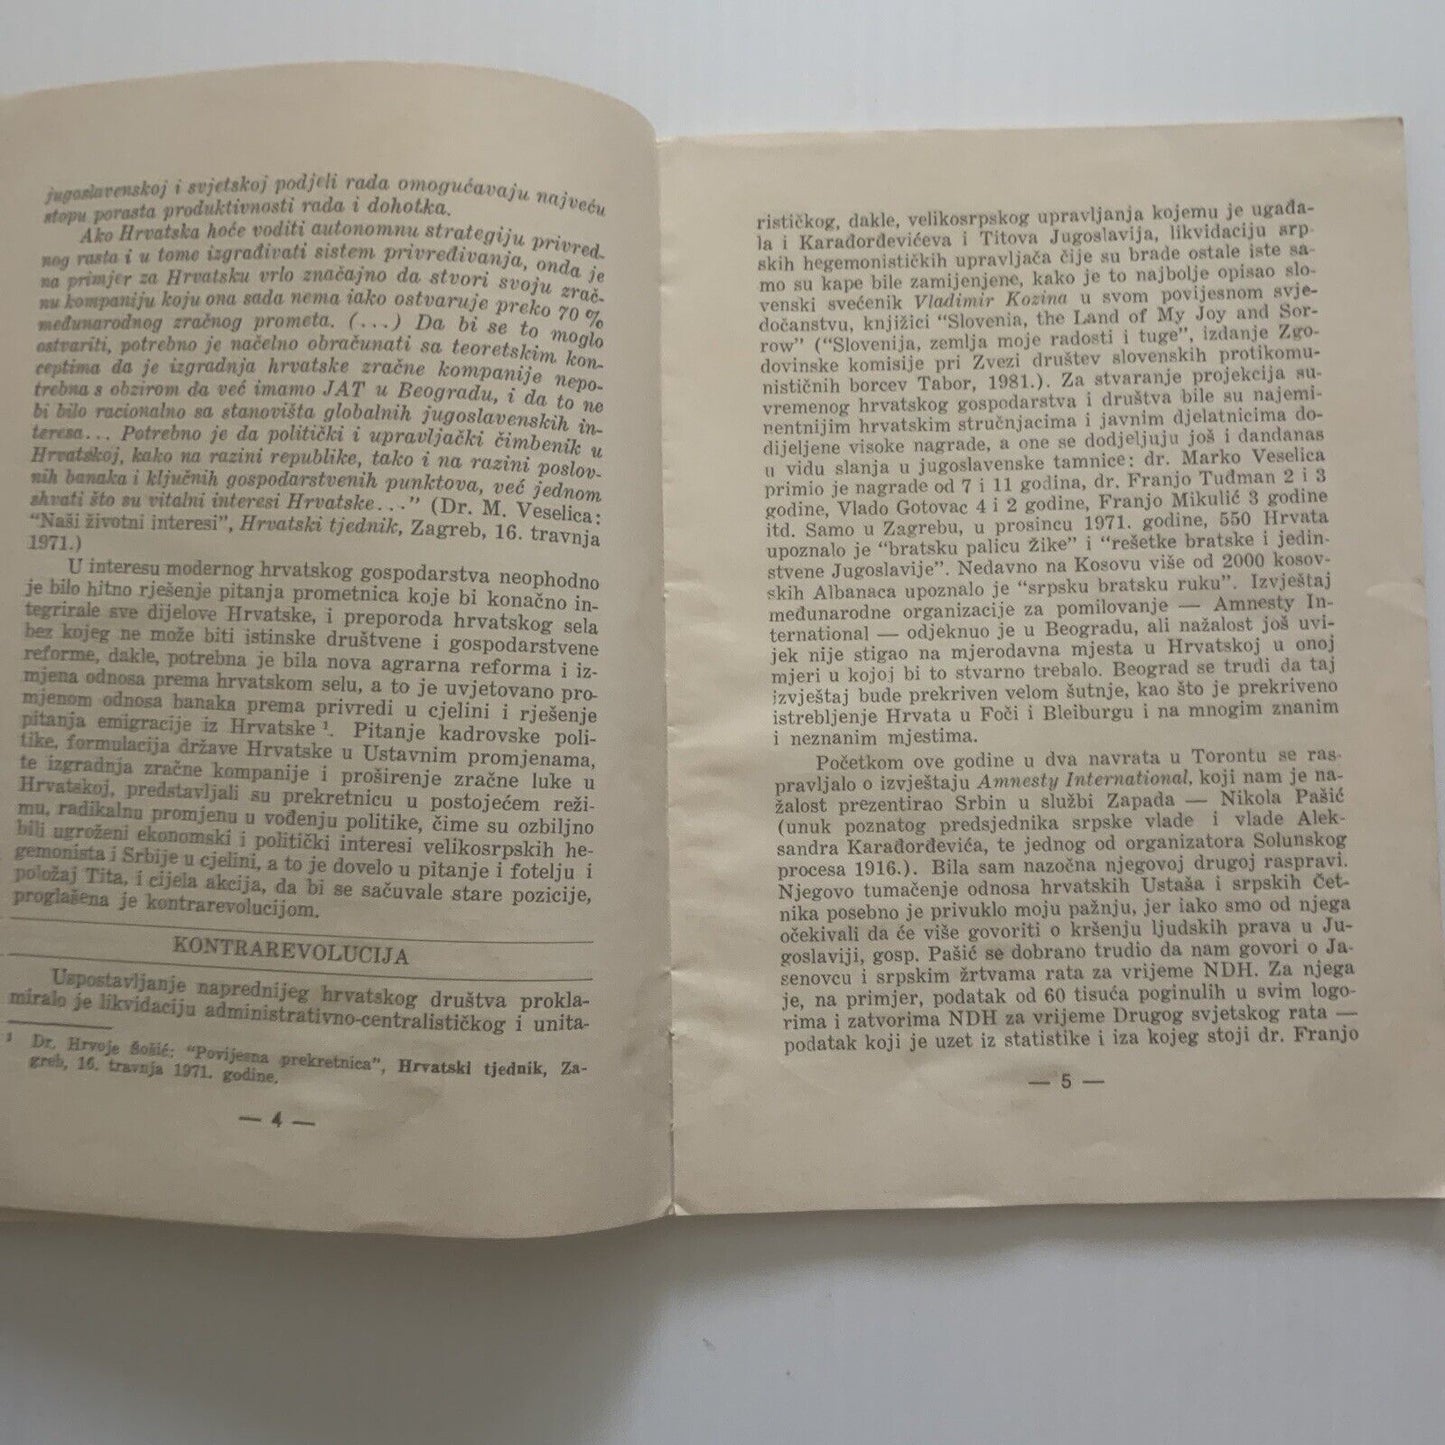 jugoslavenskoj i svjetskoj podjeli rada omogućavaju najveću
stopu porasta produktivnosti rada i dohotka.
Ako Hrvatska hoće voditi autonomnu strategiju privred-
nog rasta i u tome izgrađivati sistem privređivanja, onda je
na primjer za Hrvatsku vrlo značajno da stvori svoju zrač-
nu kompaniju koju ona sada nema iako ostvaruje preko 70 %
međunarodnog zračnog prometa. (...) Da bi se to moglo
ostvariti, potrebno je načelno obračunati sa teoretskim kon-
ceptima da je izgradnja hrvatske zračne kompanije nepo-
trebna s obzirom da već imamo JAT u Beogradu, i da to ne
bi bilo racionalno sa stanovišta globalnih jugoslavenskih in-
teresa... Potrebno je da politički i upravljački čimbenik u
Hrvatskoj, kako na razini republike, tako i na razini poslov-
nih banaka i ključnih gospodarstvenih punktova, već jednom
shvati što su vitalni interesi Hrvatske...” (Dr. M. Veselica:
“Naši životni interesi”, Hrvatski tjednik, Zagreb, 16. travnja
1971.)
U interesu modernog hrvatskog gospodarstva neophodno
je bilo hitno rješenje pitanja prometnica koje bi konačno in-
tegrirale sve dijelove Hrvatske, i preporoda hrvatskog sela
bez kojeg ne može biti istinske društvene i gospodarstvene
reforme, dakle, potrebna je bila nova agrarna reforma i iz-
mjena odnosa prema hrvatskom selu, a to je uvjetovano pro-
mjenom odnosa banaka prema privredi u cjelini i rješenje
pitanja emigracije iz Hrvatske ¹. Pitanje kadrovske poli-
tike, formulacija države Hrvatske u Ustavnim promjenama,
te izgradnja zračne kompanije i proširenje zračne luke u
Hrvatskoj, predstavljali su prekretnicu u postojećem reži-
mu, radikalnu promjenu u vođenju politike, čime su ozbiljno
bili ugroženi ekonomski i politički interesi velikosrpskih he-
gemonista i Srbije u cjelini, a to je dovelo u pitanje i fotelju i
položaj Tita, i cijela akcija, da bi se sačuvale stare pozicije,
proglašena je kontrarevolucijom.
KONTRAREVOLUCIJA
Uspostavljanje naprednijeg hrvatskog društva prokla-
miralo je likvidaciju administrativno-centralističkog i unita-
¹ Dr. Hrvoje Šošić: “Povijesna prekretnica”, Hrvatski tjednik, Za-
greb, 16. travnja 1971. godine.
— 4 —
rističkog, dakle, velikosrpskog upravljanja kojemu je ugađa-
la i Karađorđevićeva i Titova Jugoslavija, likvidaciju srp-
skih hegemonističkih upravljača čije su brade ostale iste sa-
mo su kape bile zamijenjene, kako je to najbolje opisao slo-
venski svećenik Vladimir Kozina u svom povijesnom svje-
dočanstvu, knjižici “Slovenia, the Land of My Joy and Sor-
row” (“Slovenija, zemlja moje radosti i tuge”, izdanje Zgo-
dovinske komisije pri Zvezi društev slovenskih protikomu-
nističnih borcev Tabor, 1981.). Za stvaranje projekcija su-
vremenog hrvatskog gospodarstva i društva bile su najemi-
nentnijim hrvatskim stručnjacima i javnim djelatnicima do-
dijeljene visoke nagrade, a one se dodjeljuju još i dandanas
u vidu slanja u jugoslavenske tamnice: dr. Marko Veselica
primio je nagrade od 7 i 11 godina, dr. Franjo Tuđman 2 i 3
godine, Vlado Gotovac 4 i 2 godine, Franjo Mikulić 3 godine
itd. Samo u Zagrebu, u prosincu 1971. godine, 550 Hrvata
upoznalo je “bratsku palicu Žike” i “rešetke bratske i jedin-
stvene Jugoslavije”. Nedavno na Kosovu više od 2000 kosov-
skih Albanaca upoznalo je “srpsku bratsku ruku”. Izvještaj
međunarodne organizacije za pomilovanje — Amnesty In-
ternational — odjeknuo je u Beogradu, ali nažalost još uvi-
jek nije stigao na mjerodavna mjesta u Hrvatskoj u onoj
mjeri u kojoj bi to stvarno trebalo. Beograd se trudi da taj
izvještaj bude prekriven velom šutnje, kao što je prekriveno
istrebljenje Hrvata u Foči i Bleiburgu i na mnogim znanim
i neznanim mjestima.
Početkom ove godine u dva navrata u Torontu se ras-
pravljalo o izvještaju Amnesty International, koji nam je na-
žalost prezentirao Srbin u službi Zapada — Nikola Pašić
(unuk poznatog predsjednika srpske vlade i vlade Alek-
sandra Karađorđevića, te jednog od organizatora Solunskog
procesa 1916.). Bila sam nazočna njegovoj drugoj raspravi.
Njegovo tumačenje odnosa hrvatskih Ustaša i srpskih Čet-
nika posebno je privuklo moju pažnju, jer iako smo od njega
očekivali da će više govoriti o kršenju ljudskih prava u Ju-
goslaviji, gosp. Pašić se dobrano trudio da nam govori o Ja-
senovcu i srpskim žrtvama rata za vrijeme NDH. Za njega
je, na primjer, podatak od 60 tisuća poginulih u svim logo-
rima i zatvorima NDH za vrijeme Drugog svjetskog rata —
podatak koji je uzet iz statistike i iza kojeg stoji dr. Franjo
— 5 —